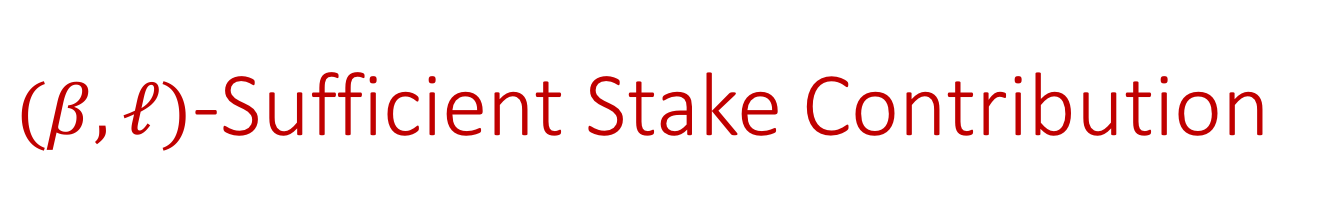 (β, ℓ)-Sufficient Stake Contribution